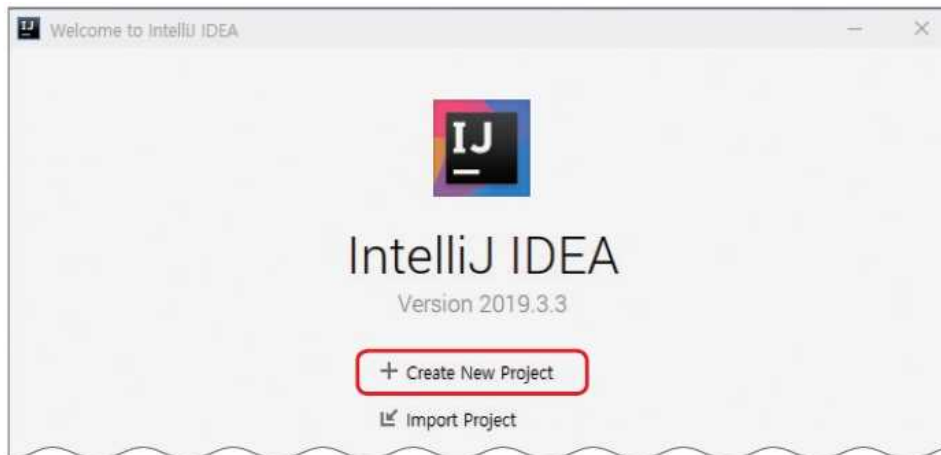 Welcome to IntelliJ IDEA
IJ
IntelliJ IDEA
Version 2019.3.3
Create New Project
Import Project